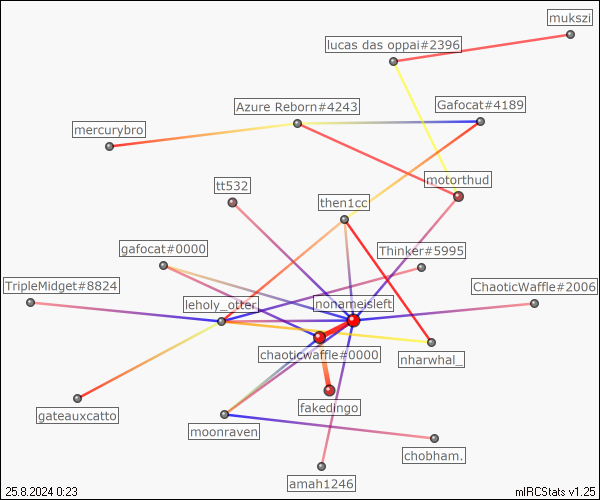 mukszi
lucas das oppai#2396
Azure Reborn#4243
Gafocat#4189
mercurybro
tt532
motorthud
then1cc
gafocat#0000
Thinker#5995
TripleMidget#8824
leholy_otter
nonameisleft
ChaoticWaffle#2006
chaoticwaffle#0000
nharwhal_
gateauxcatto
fakedingo
moonraven
chobham.
amah1246
25.8.2024 0:23
mIRCStats v1.25